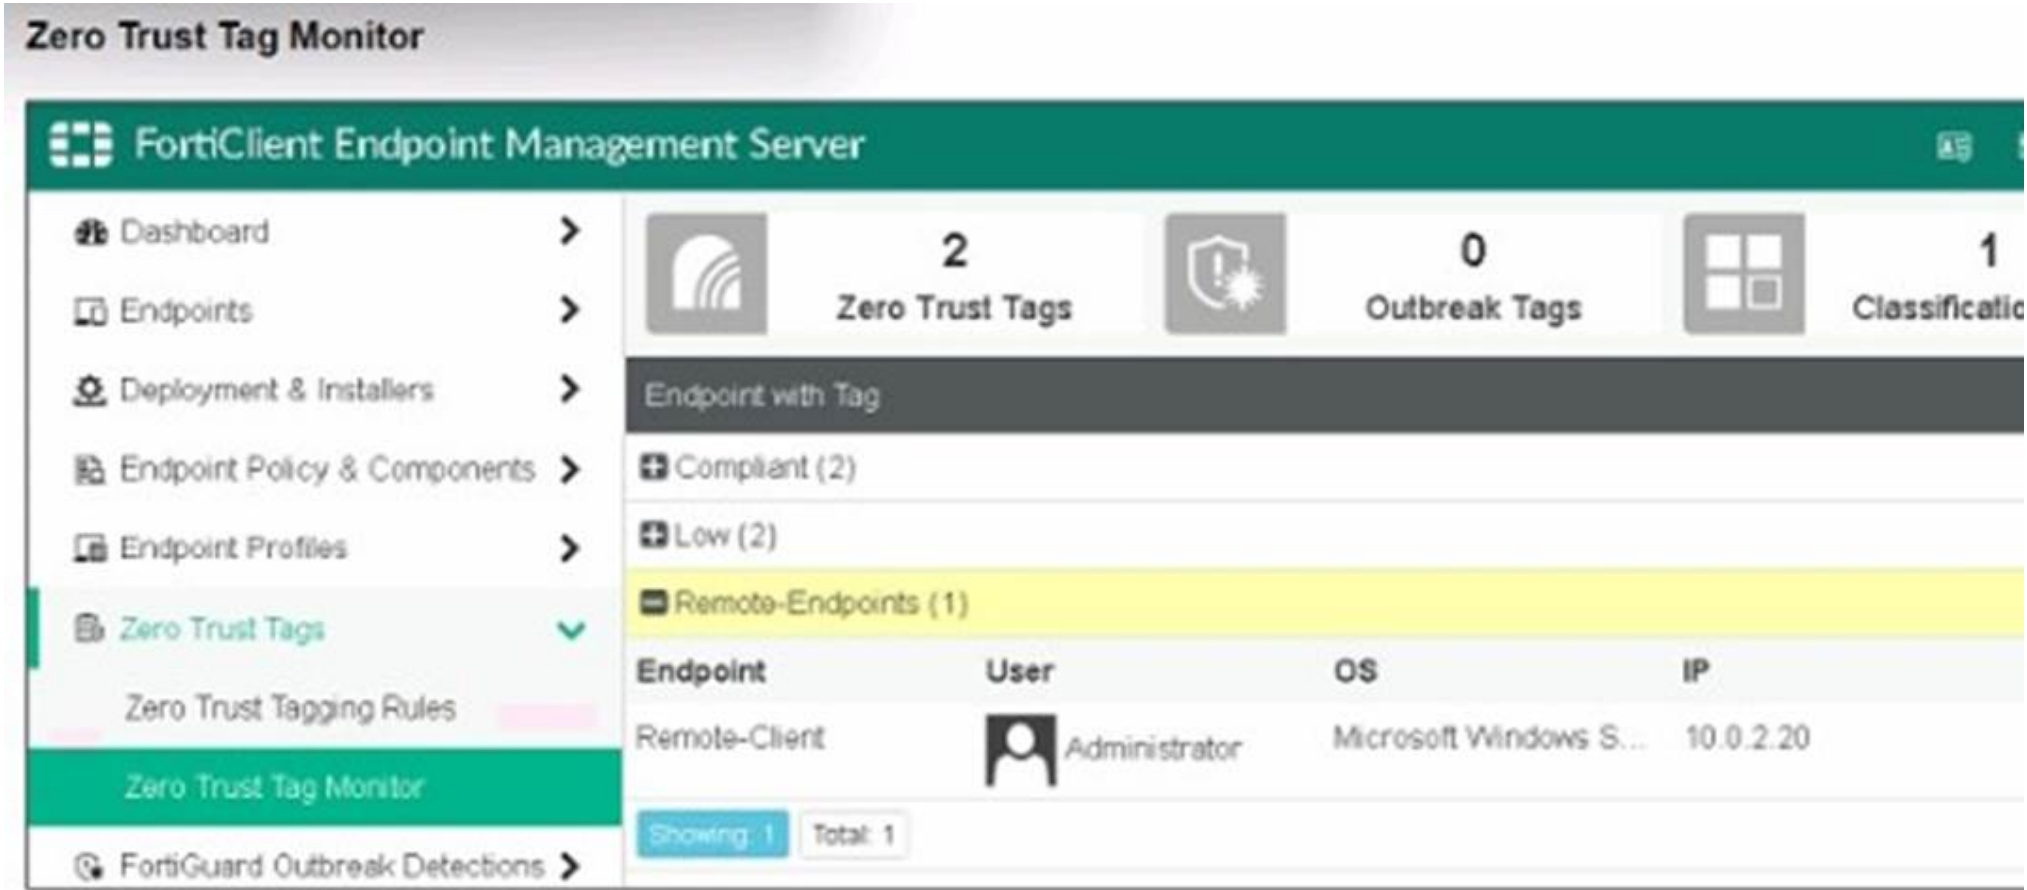 Zero Trust Tag Monitor
FortiClient Endpoint Management Server
Dashboard
Endpoints
Deployment & Installers
Endpoint Policy & Components
Endpoint Profiles
Zero Trust Tags
Zero Trust Tagging Rules
Zero Trust Tag Monitor
FortiGuard Outbreak Detections
2
Zero Trust Tags
0
Outbreak Tags
1
Endpoint with Tag
Compliant (2)
Low (2)
Remote-Endpoints (1)
Endpoint User OS IP
Remote-Client Administrator Microsoft Windows S... 10.0.2.20
Showing: 1 Total: 1